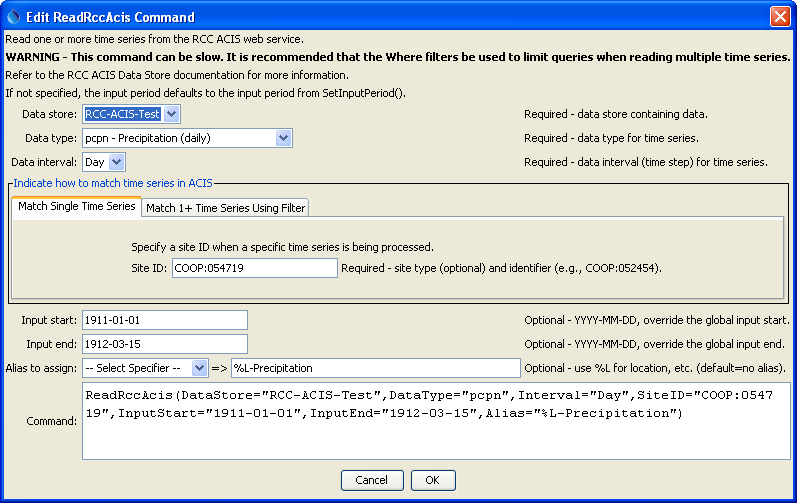 Edit ReadRccAcis Command
Read one or more time series from the RCC ACIS web service.
WARNING - This command can be slow. It is recommended that the Where filters be used to limit queries when reading multiple time series.
Refer to the RCC ACIS Data Store documentation for more information.
If not specified, the input period defaults to the input period from SetInputPeriod().
Data store: RCC-ACIS-Test Required - data store containing data.
Data type: pcpn - Precipitation (daily) Required - data type for time series.
Data interval: Day Required - data interval (time step) for time series.
Indicate how to match time series in ACIS
Match Single Time Series Match 1+ Time Series Using Filter
Specify a site ID when a specific time series is being processed.
Site ID: COOP:054719 Required - site type (optional) and identifier (e.g., COOP:052454).
Input start: 1911-01-01 Optional - YYYY-MM-DD, override the global input start.
Input end: 1912-03-15 Optional - YYYY-MM-DD, override the global input end.
Alias to assign: -- Select Specifier -- => %L-Precipitation Optional - use %L for location, etc. (default=no alias).
Command: ReadRccAcis(DataStore="RCC-ACIS-Test",DataType="pcpn",Interval="Day",SiteID="COOP:0547
19",InputStart="1911-01-01",InputEnd="1912-03-15",Alias="%L-Precipitation")
Cancel OK